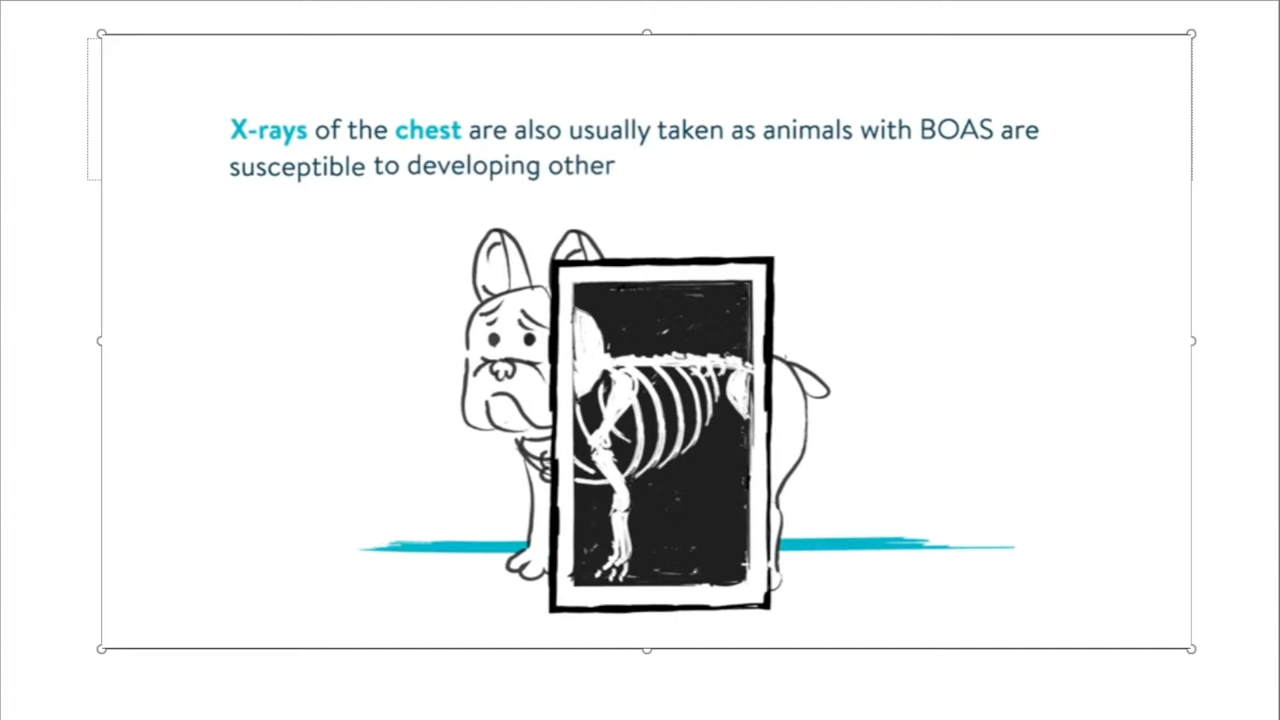 X-rays of the chest are also usually taken as animals with BOAS are
susceptible to developing other